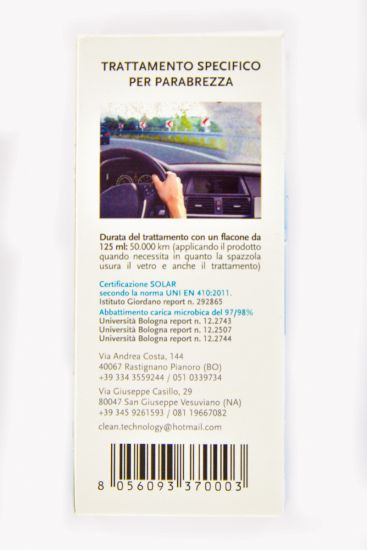 TRATTAMENTO SPECIFICO
PER PARABREZZA
Durata del trattamento con un flacone da
125 ml: 50.000 km (applicando il prodotto
quando necessita in quanto la spazzola
usura il vetro e anche il trattamento)
Certificazione SOLAR
secondo la norma UNI EN 410:2011.
Istituto Giordano report n. 292865
Abbattimento carica microbica del 97/98%
Università Bologna report n. 12.2743
Università Bologna report n. 12.2507
Università Bologna report n. 12.2744
Via Andrea Costa, 144
40067 Rastignano Pianoro (BO)
+39 334 3559244 / 051 0339734
Via Giuseppe Casillo, 29
80047 San Giuseppe Vesuviano (NA)
+39 345 9261593 / 081 19667082
clean.technology@hotmail.com
8 056093 370003